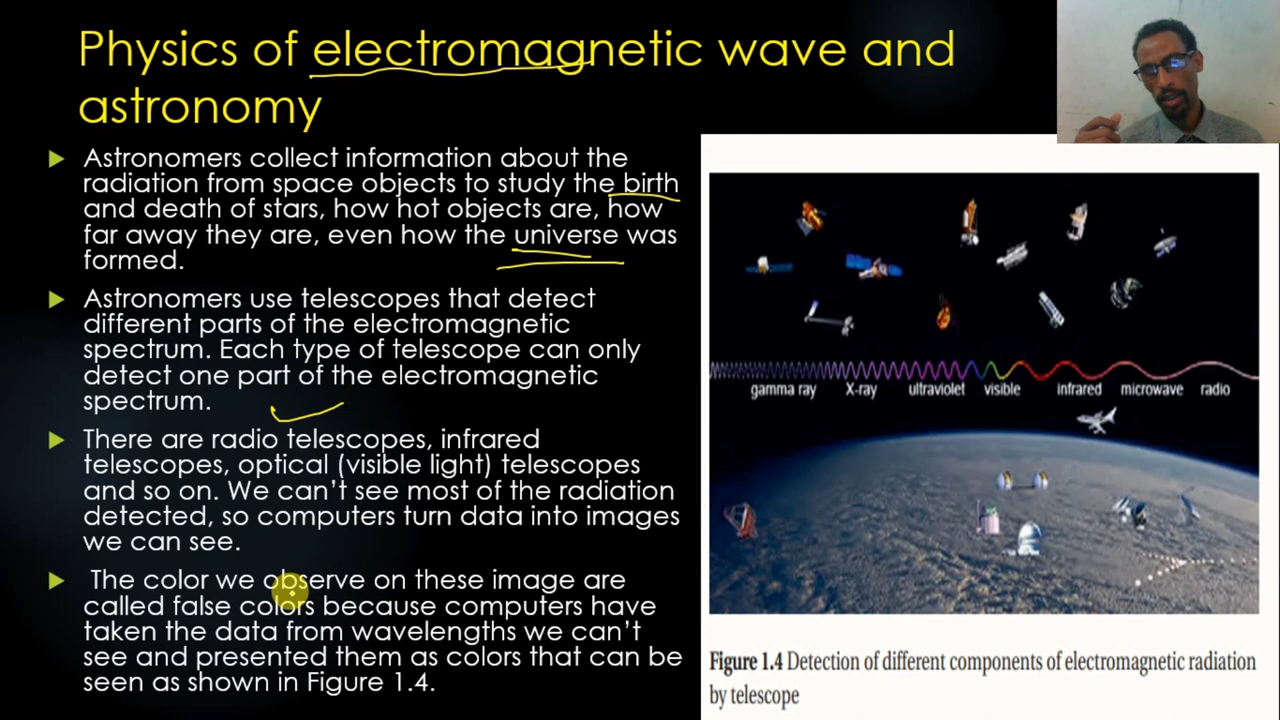 Physics of electromagnetic wave and
astronomy
Astronomers collect information about the
radiation from space objects to study the birth
and death of stars, how hot objects are, how
far away they are, even how the universe was
formed.
Astronomers use telescopes that detect
different parts of the electromagnetic
spectrum. Each type of telescope can only
detect one part of the electromagnetic
spectrum.
There are radio telescopes, infrared
telescopes, optical (visible light) telescopes
and so on. We can't see most of the radiation
detected, so computers turn data into images
we can see.
The color we observe on these image are
called false colors because computers have
taken the data from wavelengths we can't
see and presented them as colors that can be
seen as shown in Figure 1.4.
gamma ray X-ray ultraviolet visible infrared microwave radio
Figure 1.4 Detection of different components of electromagnetic radiation
by telescope